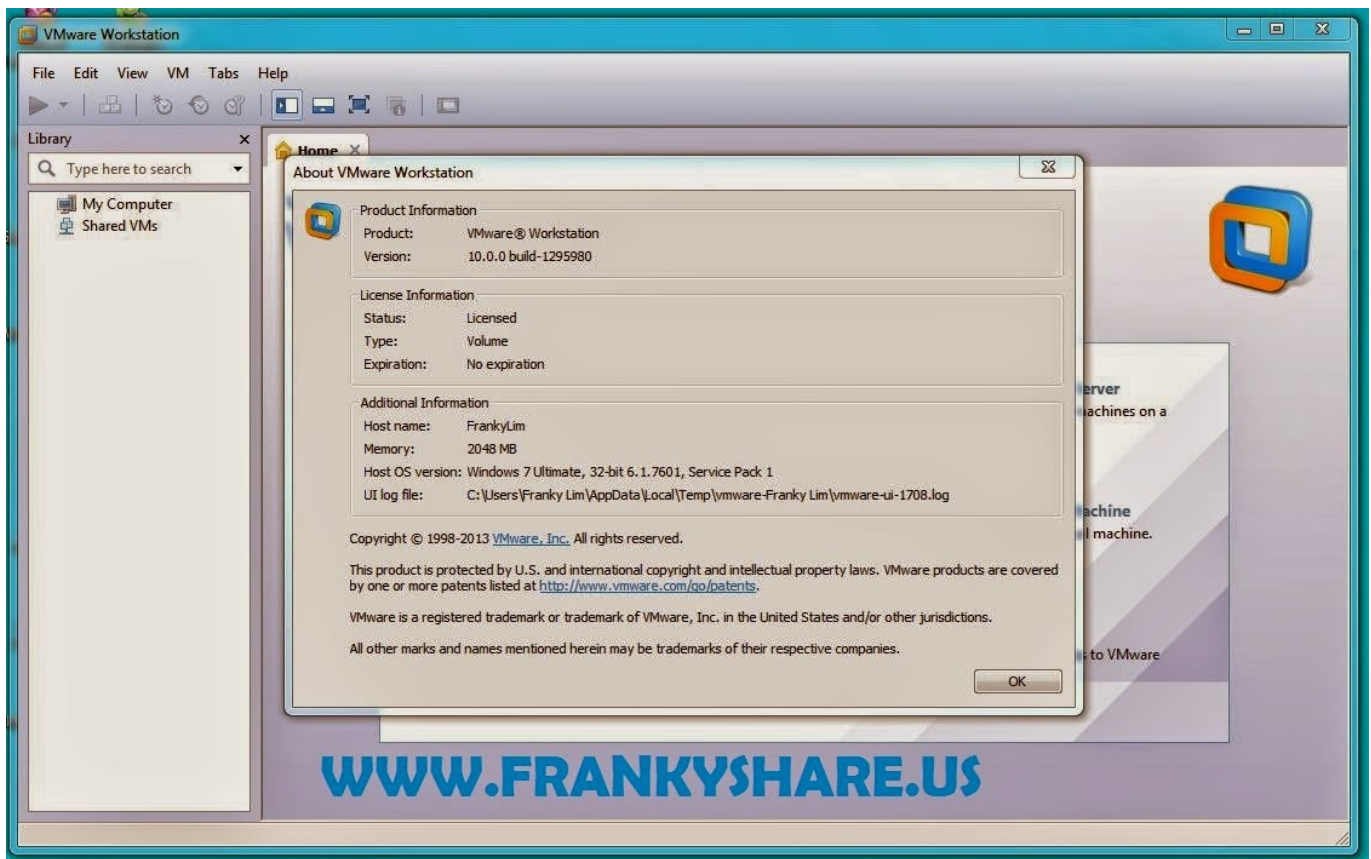 VMware Workstation
File Edit View VM Tabs Help
Library
Home
Type here to search
My Computer
Shared VMs
About VMware Workstation
Product Information
Product: VMware® Workstation
Version: 10.0.0 build-1295980
License Information
Status: Licensed
Type: Volume
Expiration: No expiration
Additional Information
Host name: FrankyLim
Memory: 2048 MB
Host OS version: Windows 7 Ultimate, 32-bit 6.1.7601, Service Pack 1
UI log file: C:\Users\Franky Lim\AppData\Local\Temp\vmware-Franky Lim\vmware-ui-1708.log
Copyright © 1998-2013 VMware, Inc. All rights reserved.
This product is protected by U.S. and international copyright and intellectual property laws. VMware products are covered
by one or more patents listed at http://www.vmware.com/go/patents.
VMware is a registered trademark or trademark of VMware, Inc. in the United States and/or other jurisdictions.
All other marks and names mentioned herein may be trademarks of their respective companies.
OK
machines on a
machine.
to VMware
WWW.FRANKYSHARE.US